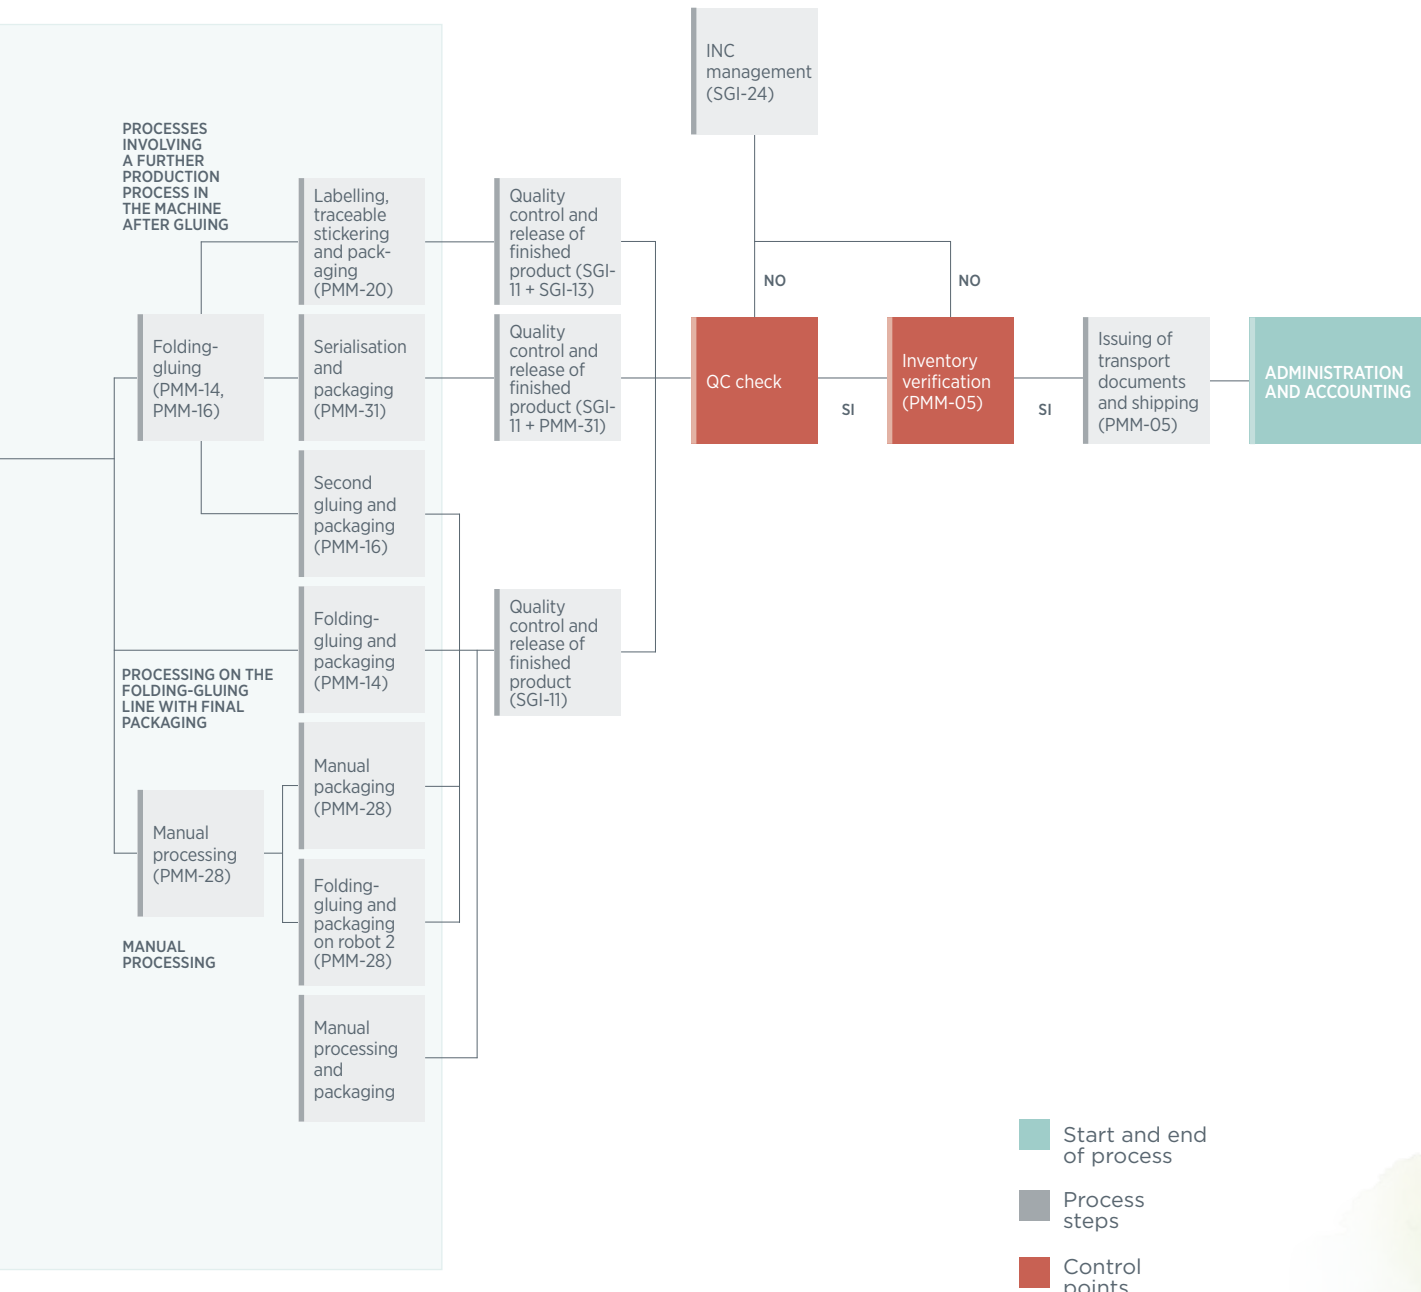 INC
management
(SGI-24)
PROCESSES
INVOLVING
A FURTHER
PRODUCTION
PROCESS IN
THE MACHINE
AFTER GLUING
Labelling,
traceable
stickering
and pack-
aging
(PMM-20)
Quality
control and
release of
finished
product (SGI-
11 + SGI-13)
NO
NO
Folding-
gluing
(PMM-14,
PMM-16)
Serialisation
and
packaging
(PMM-31)
Quality
control and
release of
finished
product (SGI-
11 + PMM-31)
QC check
SI
Inventory
verification
(PMM-05)
SI
Issuing of
transport
documents
and shipping
(PMM-05)
ADMINISTRATION
AND ACCOUNTING
Second
gluing and
packaging
(PMM-16)
Folding-
gluing and
packaging
(PMM-14)
Quality
control and
release of
finished
product
(SGI-11)
PROCESSING ON THE
FOLDING-GLUING
LINE WITH FINAL
PACKAGING
Manual
packaging
(PMM-28)
Manual
processing
(PMM-28)
Folding-
gluing and
packaging
on robot 2
(PMM-28)
MANUAL
PROCESSING
Manual
processing
and
packaging
Start and end
of process
Process
steps
Control
points